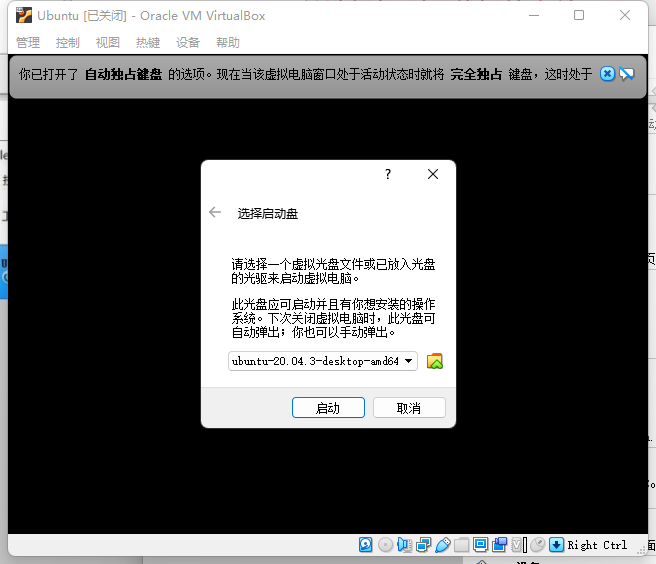 Ubuntu [已关闭] - Oracle VM VirtualBox
管理 控制 视图 热键 设备 帮助
你已打开了 自动独占键盘 的选项。现在当该虚拟电脑窗口处于活动状态时就将 完全独占 键盘，这时处于
?
选择启动盘
请选择一个虚拟光盘文件或已放入光盘
的光驱来启动虚拟电脑。
此光盘应可启动并且有你想安装的操作
系统。下次关闭虚拟电脑时，此光盘可
自动弹出；你也可以手动弹出。
ubuntu-20.04.3-desktop-amd64
启动 取消
Right Ctrl